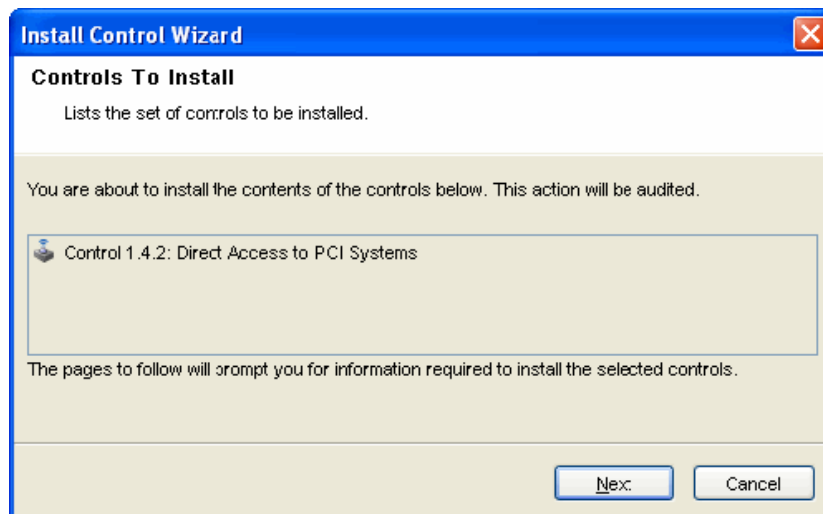 Install Control Wizard
Controls To Install
Lists the set of controls to be installed.
You are about to install the contents of the controls below. This action will be audited.
Control 1.4.2: Direct Access to PCI Systems
The pages to follow will prompt you for information required to install the selected controls.
Next
Cancel